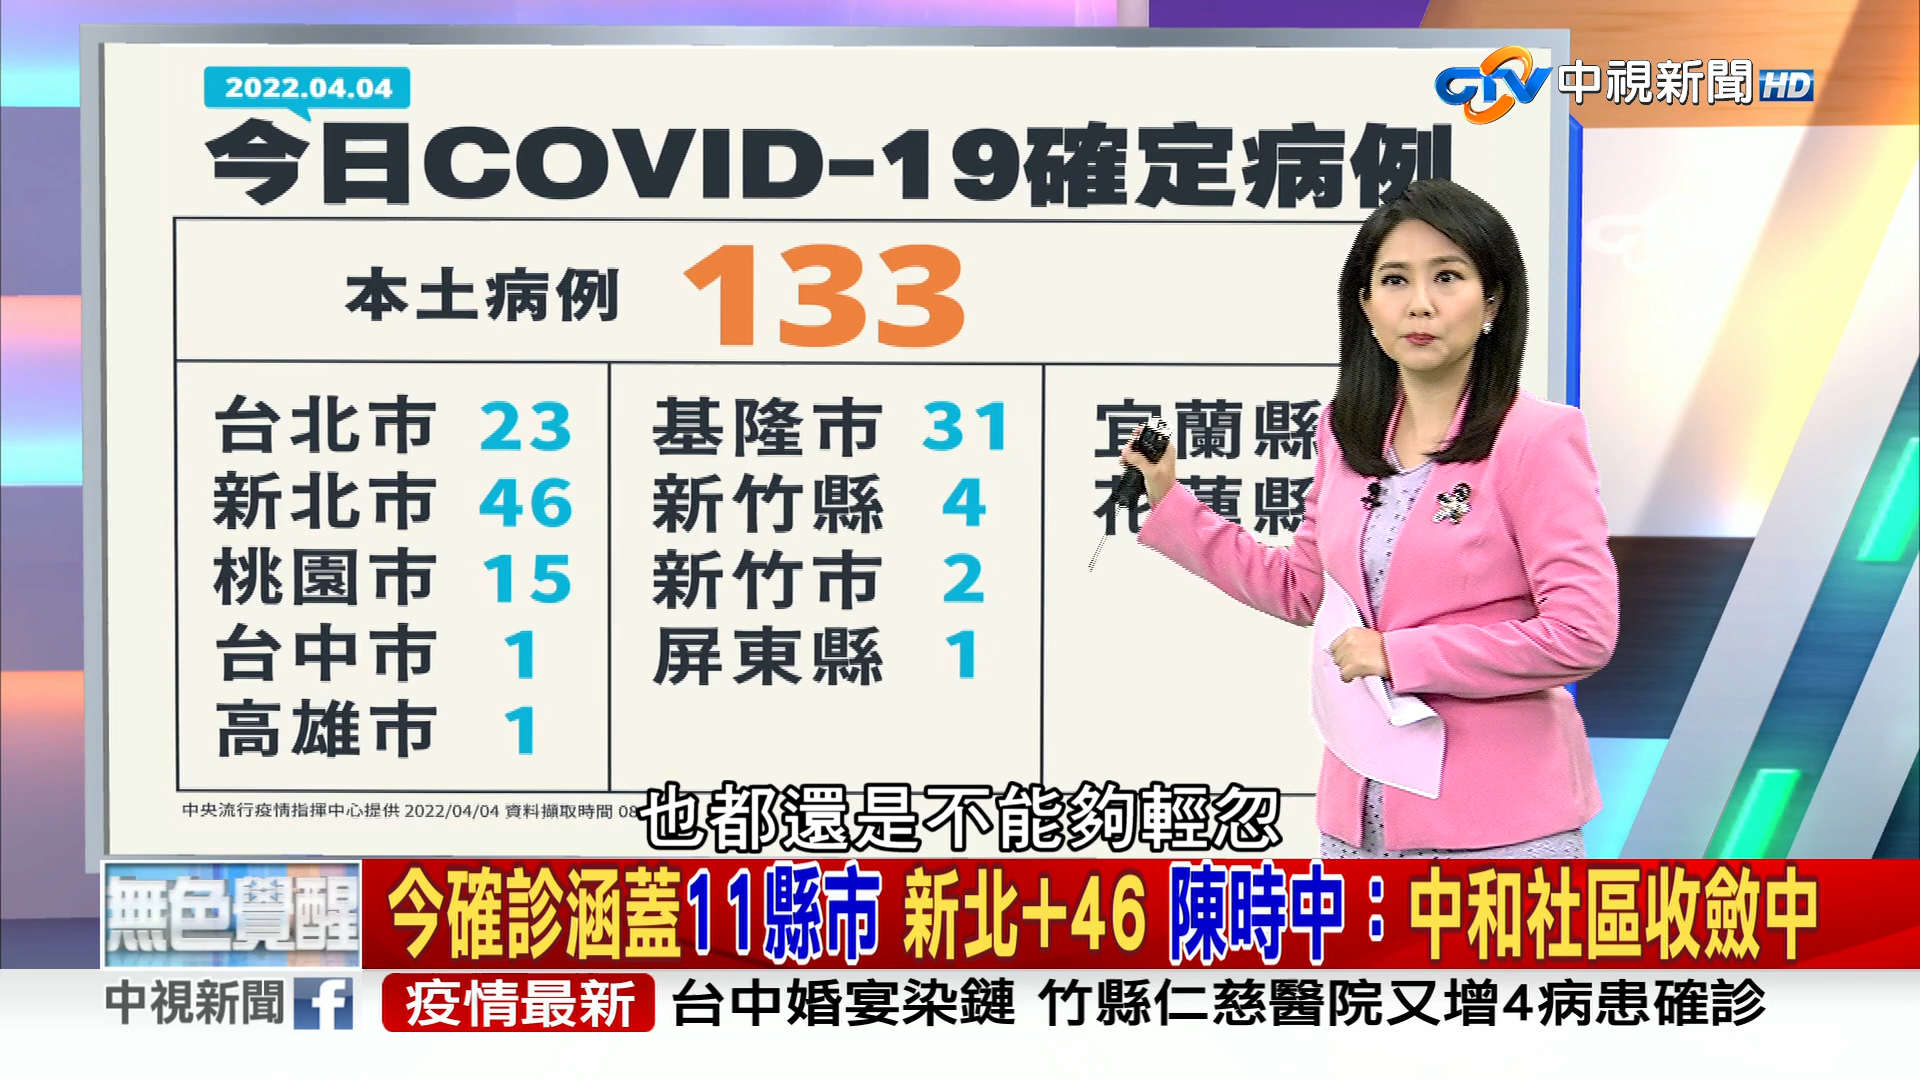 2022.04.04
今日COVID-19確定病例
CTV中視新聞HD
本土病例 133
台北市 23
新北市 46
桃園市 15
台中市 1
高雄市 1
基隆市 31
新竹縣 4
新竹市 2
屏東縣 1
宜蘭縣
花蓮縣
中央流行疫情指揮中心提供 2022/04/04 資料擷取時間 08
也都還是不能夠輕忽
無色覺醒
今確診涵蓋11縣市 新北+46 陳時中：中和社區收斂中
中視新聞 f
疫情最新 台中婚宴染鏈 竹縣仁慈醫院又增4病患確診